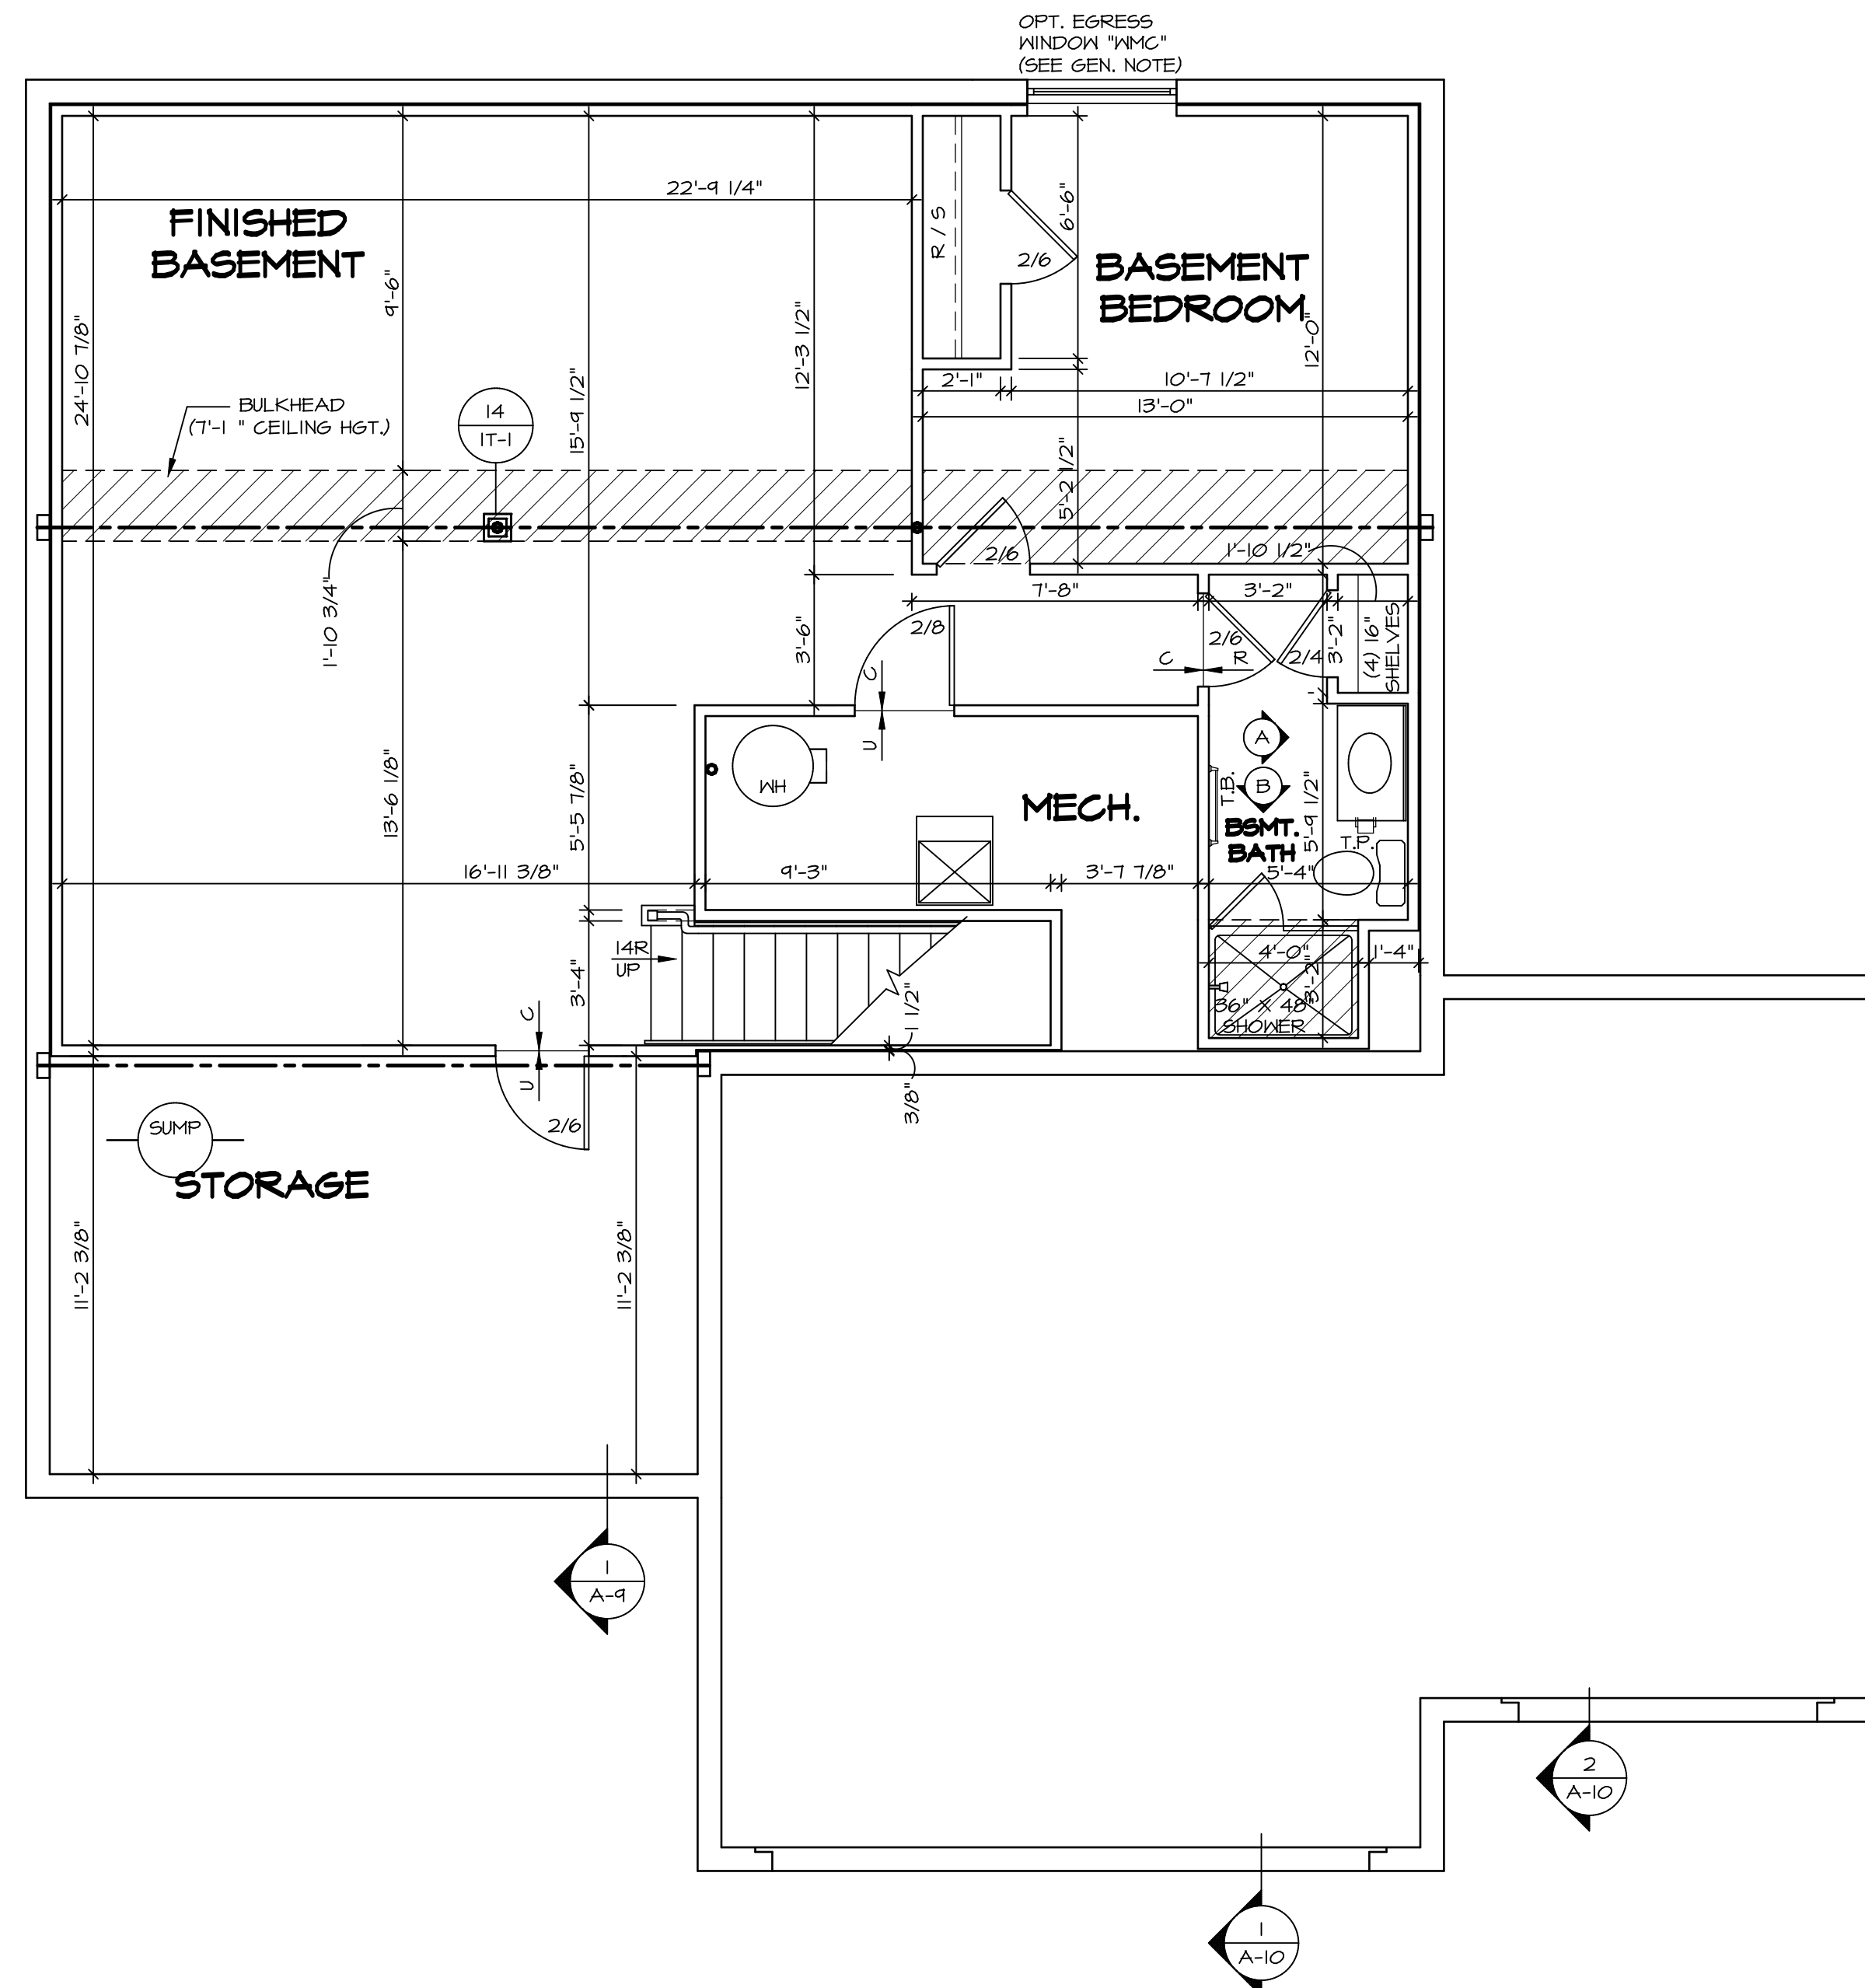 OPT. EGRESS
WINDOW "WMC"
(SEE GEN. NOTE)
22'-9 1/4"
FINISHED
BASEMENT
R / S
6'-6"
2/6
BASEMENT
BEDROOM
9'-6"
24'-10 7/8"
12'-3 1/2"
12'-0"
15'-9 1/2"
2'-1"
10'-7 1/2"
13'-0"
BULKHEAD
(7'-1 " CEILING HGT.)
14
1T-1
5'-2 1/2"
2/6
1'-10 1/2"
1'-10 3/4"
7'-8"
3'-2"
2/8
3'-6"
2/6
2/4
3'-2"
(4) 16"
SHELVES
C
R
C
U
A
B
T.B.
WH
MECH.
13'-6 1/8"
5'-5 7/8"
5'-9 1/2"
BSMT.
BATH
T.P.
16'-11 3/8"
9'-3"
3'-7 7/8"
5'-4"
14R
UP
3'-4"
4'-0"
1'-4"
3'-2"
36" X 48"
SHOWER
1 1/2"
3/8"
C
U
2/6
SUMP
STORAGE
11'-2 3/8"
11'-2 3/8"
1
A-9
2
A-10
1
A-10